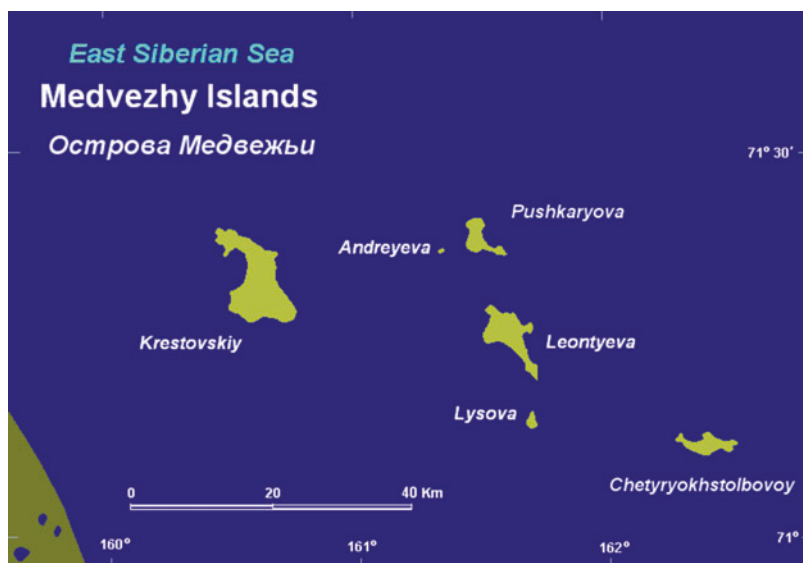 East Siberian Sea
Medvezhy Islands
Острова Медвежьи
71° 30'
Pushkaryova
Andreyeva
Krestovskiy
Leontyeva
Lysova
Chetyryokhstolbovoy
0 20 40 Km
160° 161° 162° 71°